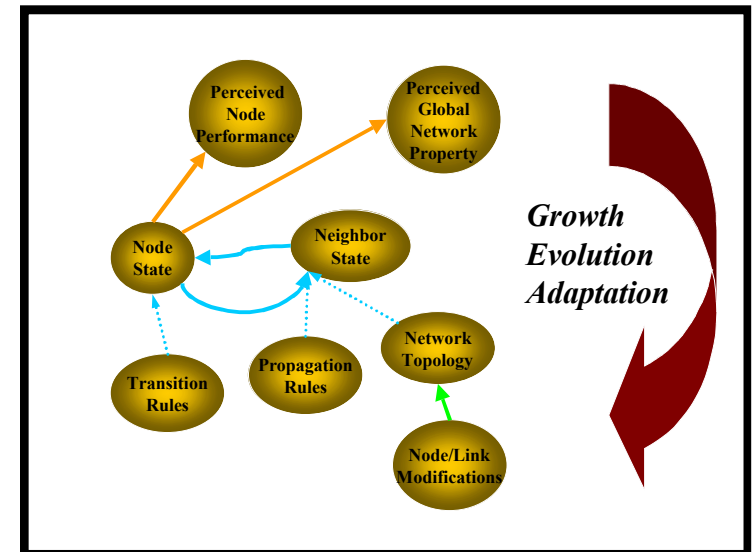 Perceived
Node
Performance
Perceived
Global
Network
Property
Growth
Evolution
Adaptation
Node
State
Neighbor
State
Transition
Rules
Propagation
Rules
Network
Topology
Node/Link
Modifications